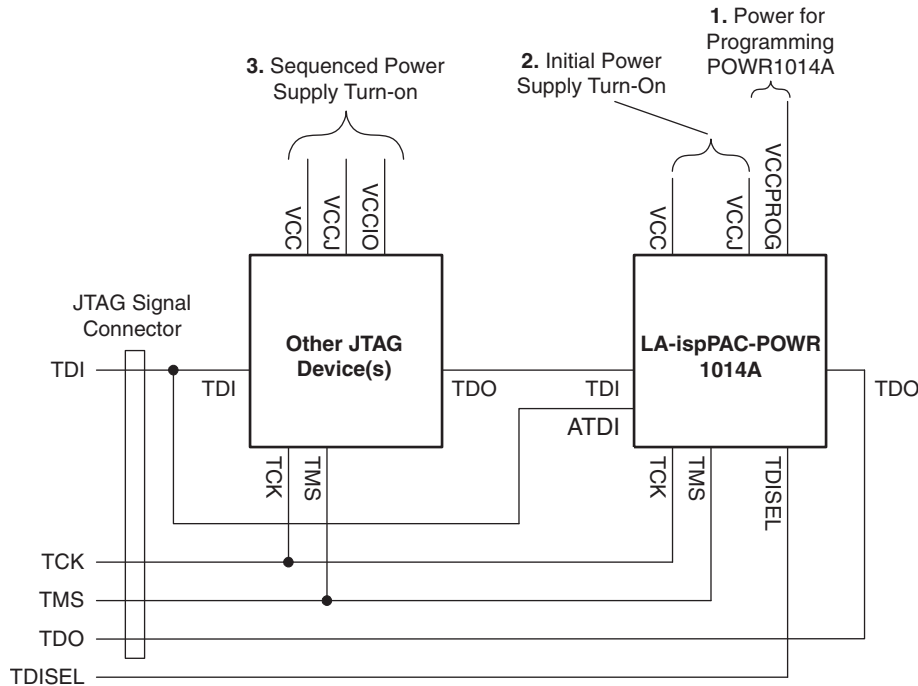 1. Power for
Programming
POWR1014A
2. Initial Power
Supply Turn-On
3. Sequenced Power
Supply Turn-on
VCC
VCCJ
VCCIO
VCC
VCCJ
VCCPROG
JTAG Signal
Connector
Other JTAG
Device(s)
LA-ispPAC-POWR
1014A
TDI
TDI
TDO
TDI
TDO
ATDI
TCK
TMS
TCK
TMS
TDISEL
TCK
TMS
TDO
TDISEL